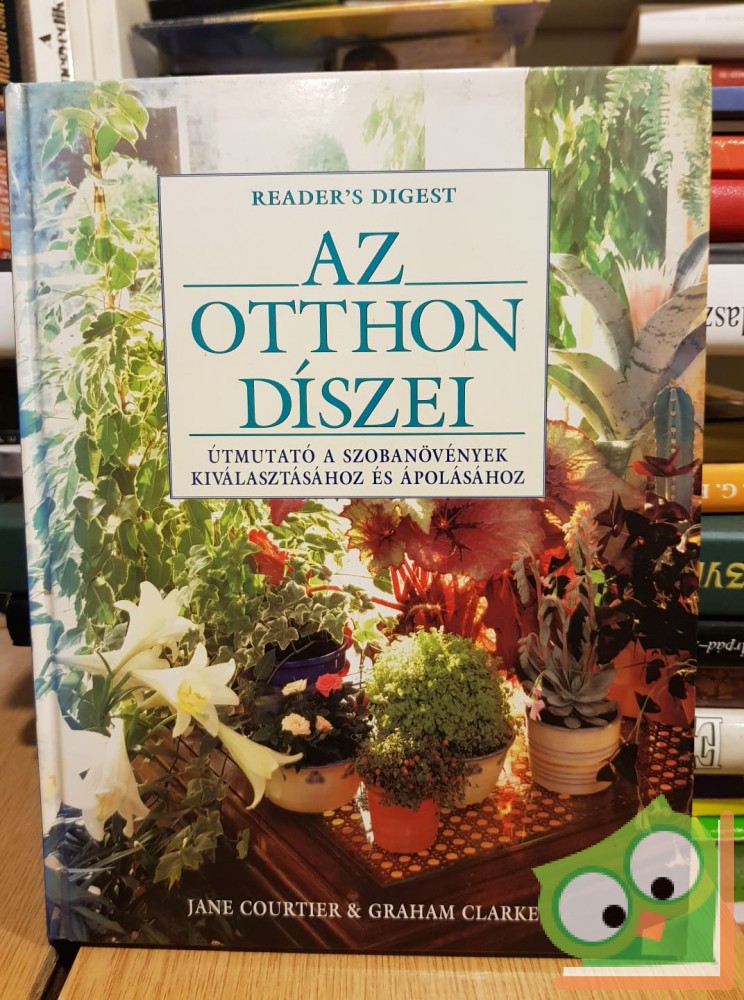 READER'S DIGEST
AZ
OTTHON
DÍSZEI
ÚTMUTATÓ A SZOBANÖVÉNYEK
KIVÁLASZTÁSÁHOZ ÉS ÁPOLÁSÁHOZ
JANE COURTIER & GRAHAM CLARKE